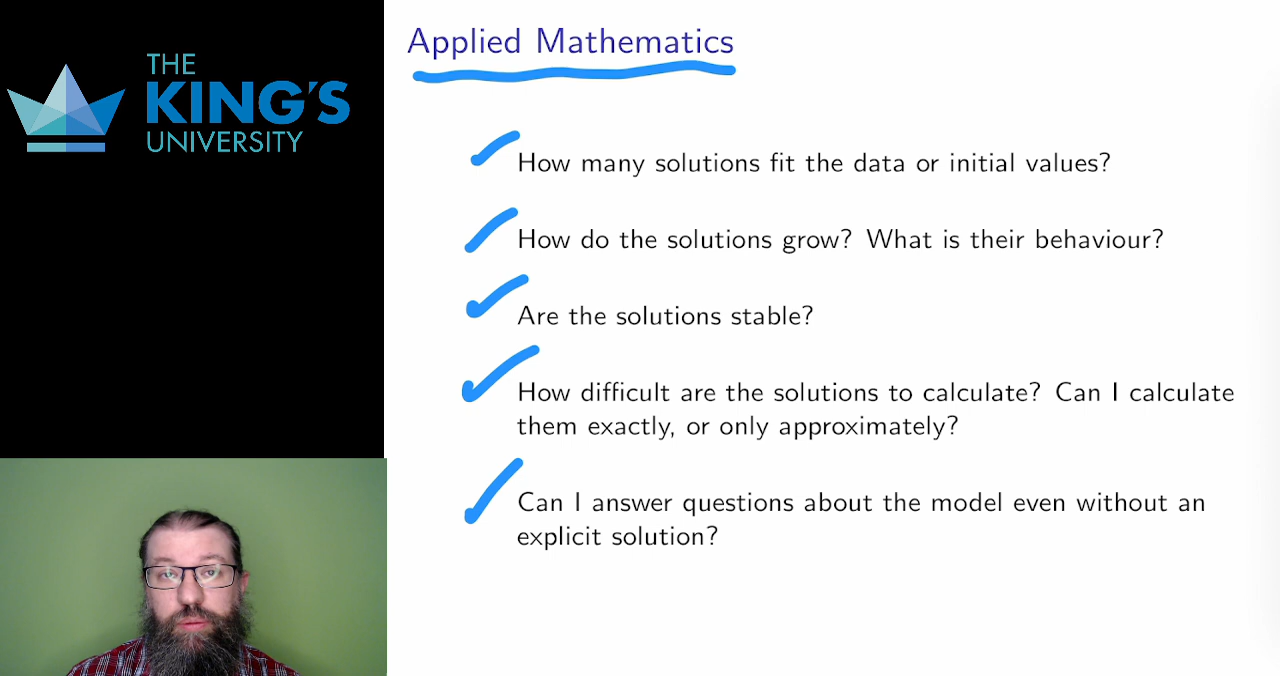 THE
KING'S
UNIVERSITY
Applied Mathematics
How many solutions fit the data or initial values?
How do the solutions grow? What is their behaviour?
Are the solutions stable?
How difficult are the solutions to calculate? Can I calculate
them exactly, or only approximately?
Can I answer questions about the model even without an
explicit solution?